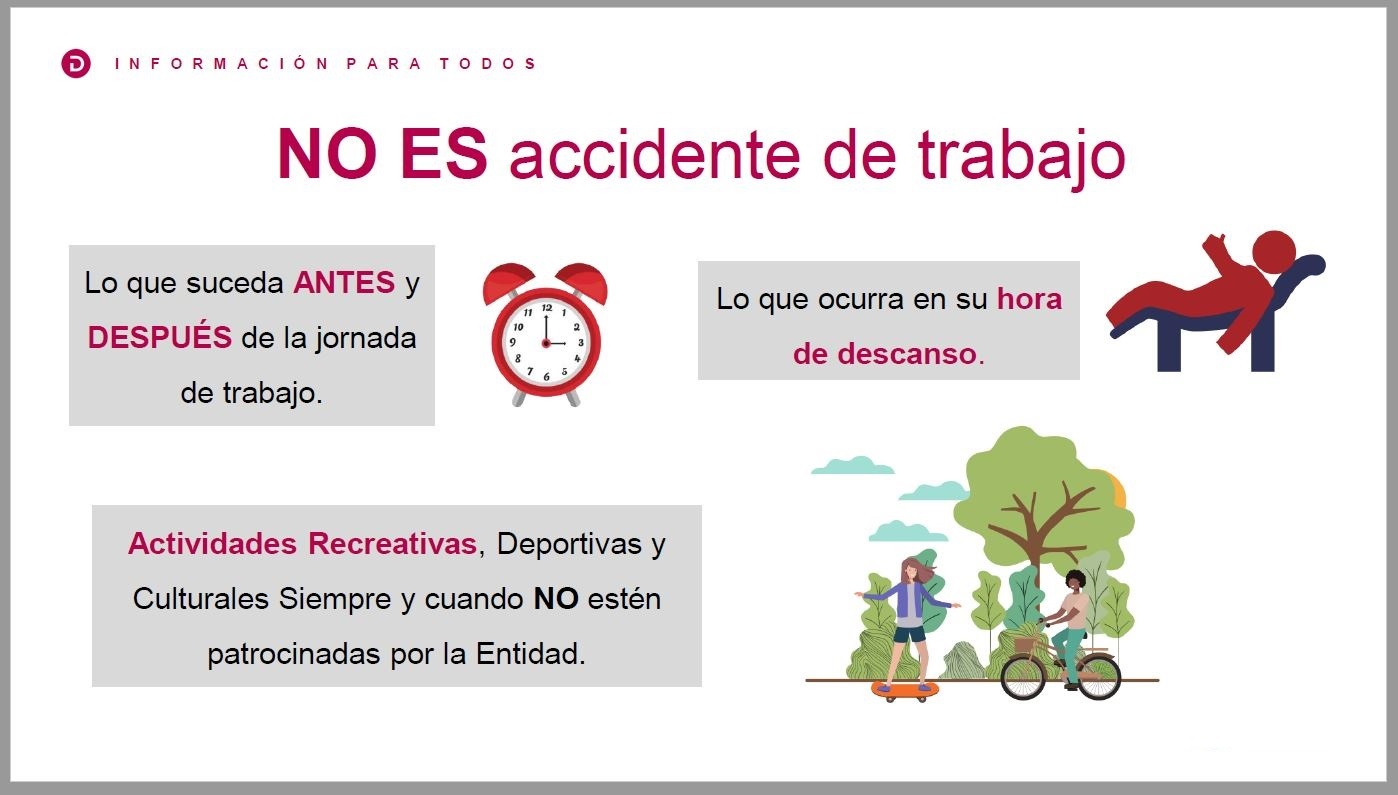 D INFORMACIÓN PARA TODOS
NO ES accidente de trabajo
Lo que suceda ANTES y
DESPUÉS de la jornada
de trabajo.
12
1
2
3
4
5
6
7
8
9
10
11
Lo que ocurra en su hora
de descanso.
Actividades Recreativas, Deportivas y
Culturales Siempre y cuando NO estén
patrocinadas por la Entidad.